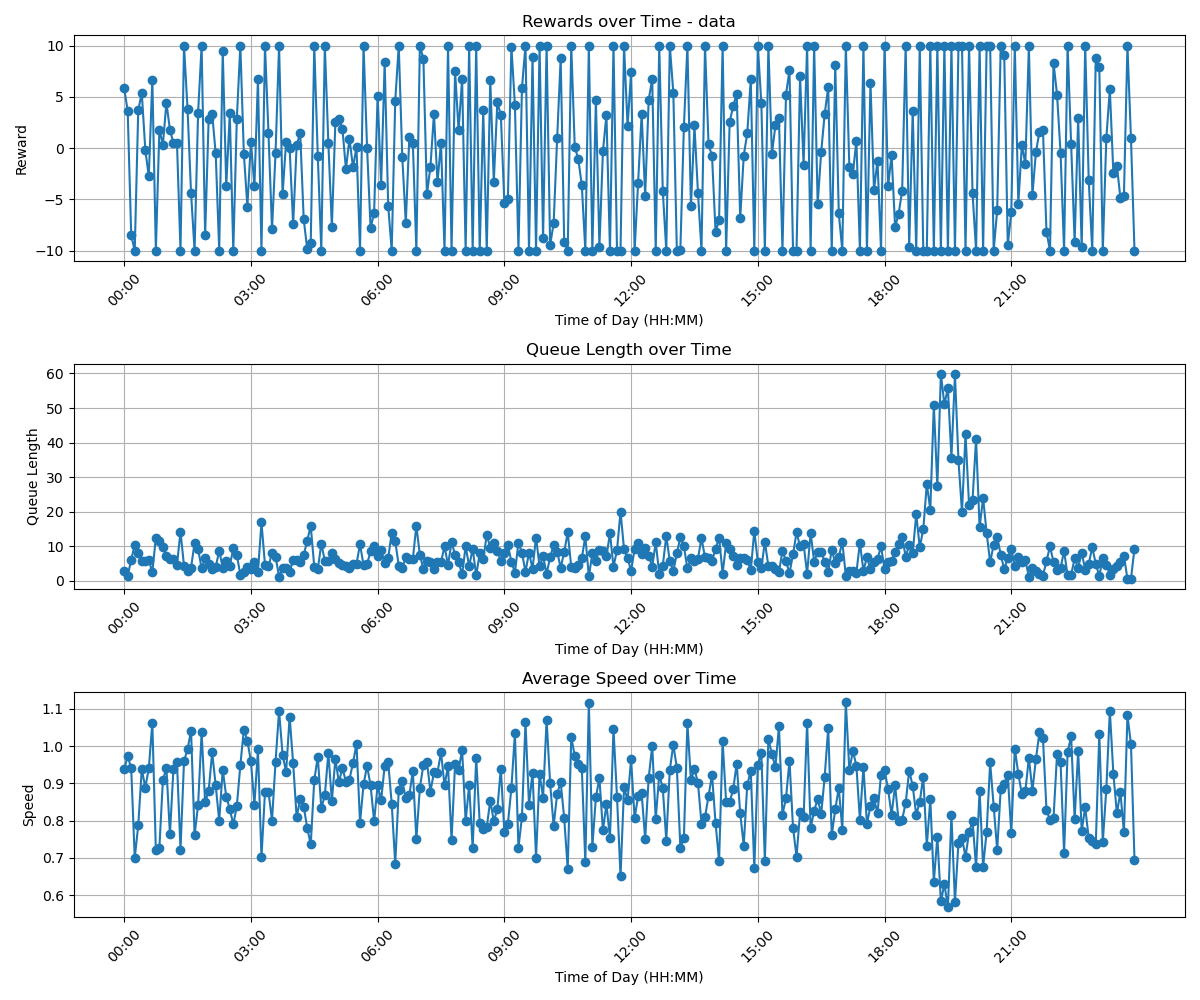 Rewards over Time - data
Reward
10
5
0
−5
−10
00:00 03:00 06:00 09:00 12:00 15:00 18:00 21:00
Time of Day (HH:MM)
Queue Length over Time
Queue Length
60
50
40
30
20
10
0
00:00 03:00 06:00 09:00 12:00 15:00 18:00 21:00
Time of Day (HH:MM)
Average Speed over Time
Speed
1.1
1.0
0.9
0.8
0.7
0.6
00:00 03:00 06:00 09:00 12:00 15:00 18:00 21:00
Time of Day (HH:MM)